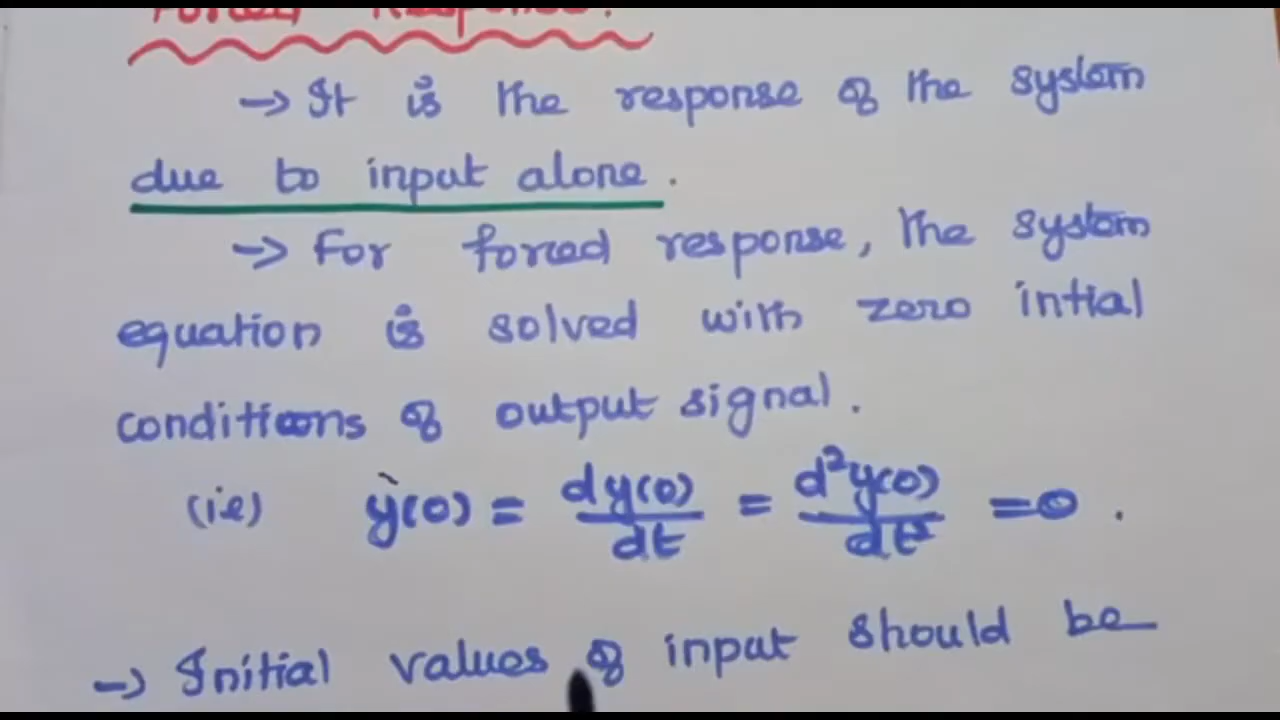 Forced Response:
→ It is the response of the system
due to input alone.
→ For forced response, the system
equation is solved with zero intial
conditions of output signal.
(ie) y(0) = dy(0)/dt = d²y(0)/dt² = 0.
→ Initial values of input should be